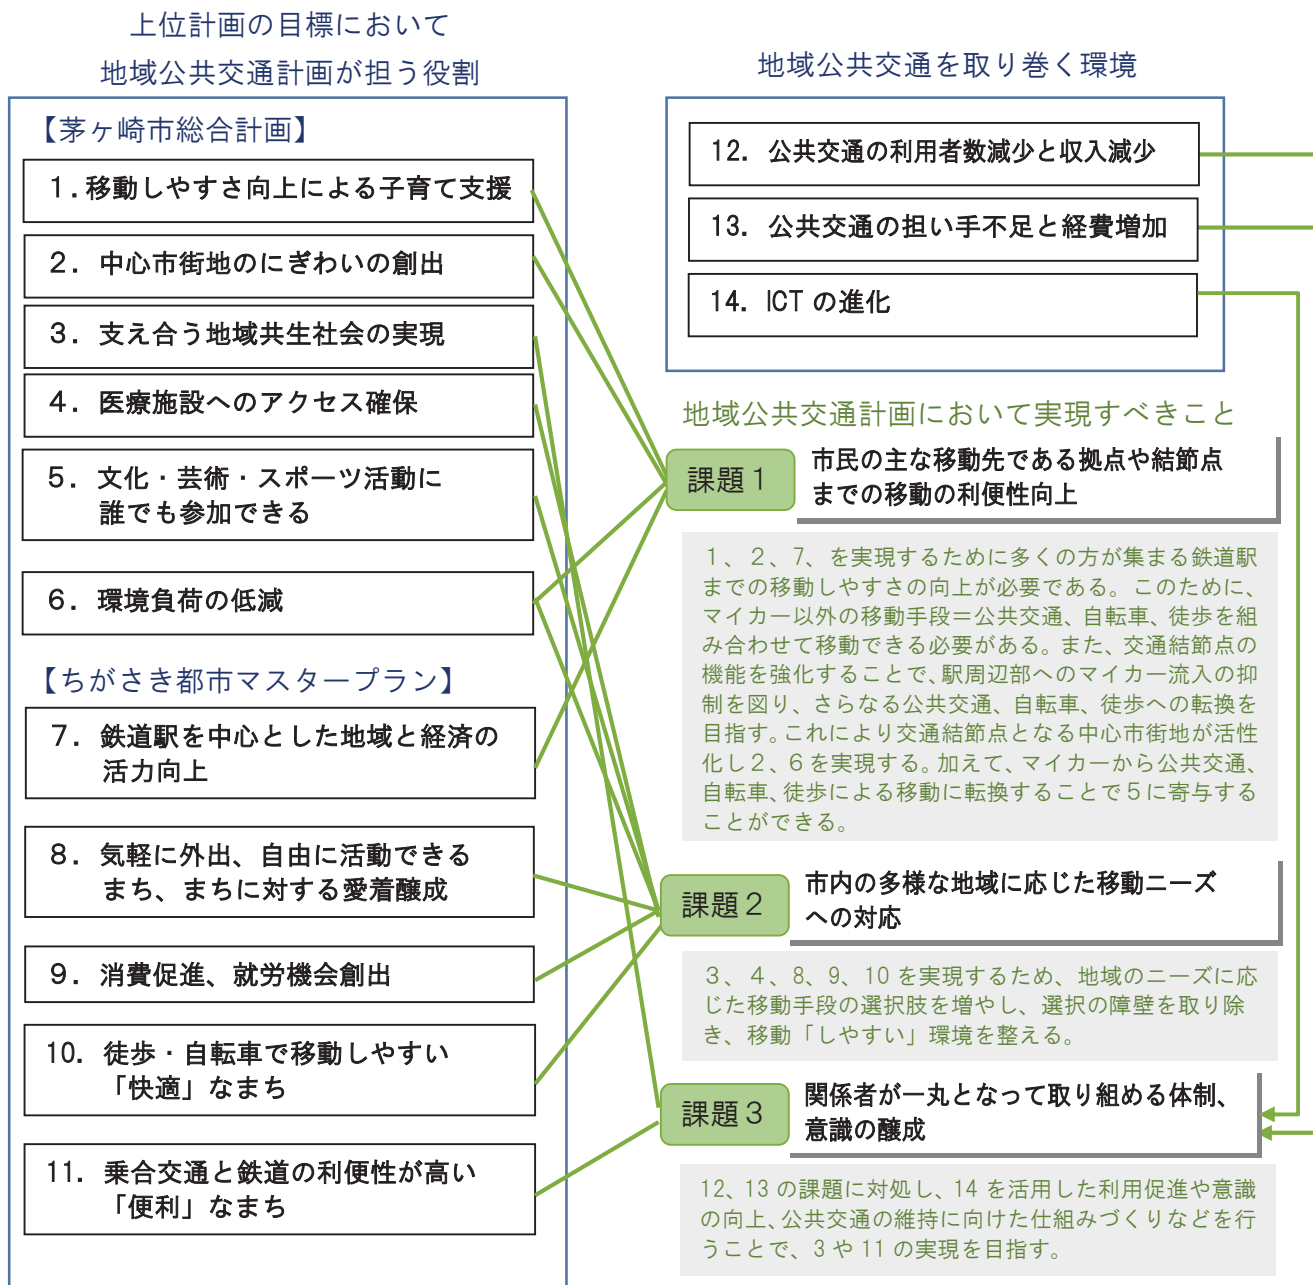 上位計画の目標において
地域公共交通計画が担う役割
【茅ヶ崎市総合計画】
1.移動しやすさ向上による子育て支援
2. 中心市街地のにぎわいの創出
3. 支え合う地域共生社会の実現
4. 医療施設へのアクセス確保
5. 文化・芸術・スポーツ活動に
誰でも参加できる
6. 環境負荷の低減
【ちがさき都市マスタープラン】
7. 鉄道駅を中心とした地域と経済の
活力向上
8. 気軽に外出、自由に活動できる
まち、まちに対する愛着醸成
9. 消費促進、就労機会創出
10. 徒歩・自転車で移動しやすい
「快適」なまち
11. 乗合交通と鉄道の利便性が高い
「便利」なまち
地域公共交通を取り巻く環境
12. 公共交通の利用者数減少と収入減少
13. 公共交通の担い手不足と経費増加
14. ICT の進化
地域公共交通計画において実現すべきこと
課題1
市民の主な移動先である拠点や結節点
までの移動の利便性向上
1、2、7、を実現するために多くの方が集まる鉄道駅
までの移動しやすさの向上が必要である。このために、
マイカー以外の移動手段=公共交通、自転車、徒歩を組
み合わせて移動できる必要がある。また、交通結節点の
機能を強化することで、駅周辺部へのマイカー流入の抑
制を図り、さらなる公共交通、自転車、徒歩への転換を
目指す。これにより交通結節点となる中心市街地が活性
化し2、6を実現する。加えて、マイカーから公共交通、
自転車、徒歩による移動に転換することで5に寄与する
ことができる。
課題2
市内の多様な地域に応じた移動ニーズ
への対応
3、4、8、9、10 を実現するため、地域のニーズに応
じた移動手段の選択肢を増やし、選択の障壁を取り除
き、移動「しやすい」環境を整える。
課題3
関係者が一丸となって取り組める体制、
意識の醸成
12、13 の課題に対処し、14 を活用した利用促進や意識
の向上、公共交通の維持に向けた仕組みづくりなどを行
うことで、3 や 11 の実現を目指す。